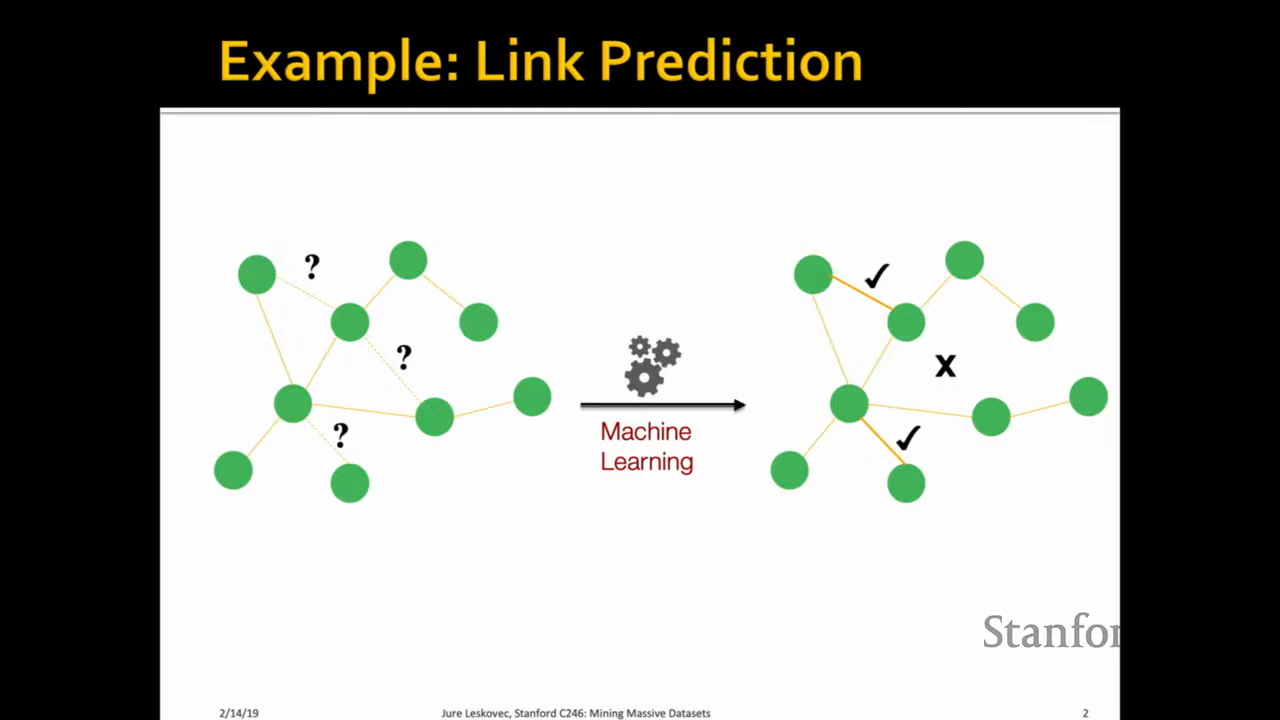 Example: Link Prediction
?
?
?
✓
x
✓
Machine
Learning
Stanfor
2/14/19
Jure Leskovec, Stanford C246: Mining Massive Datasets
2